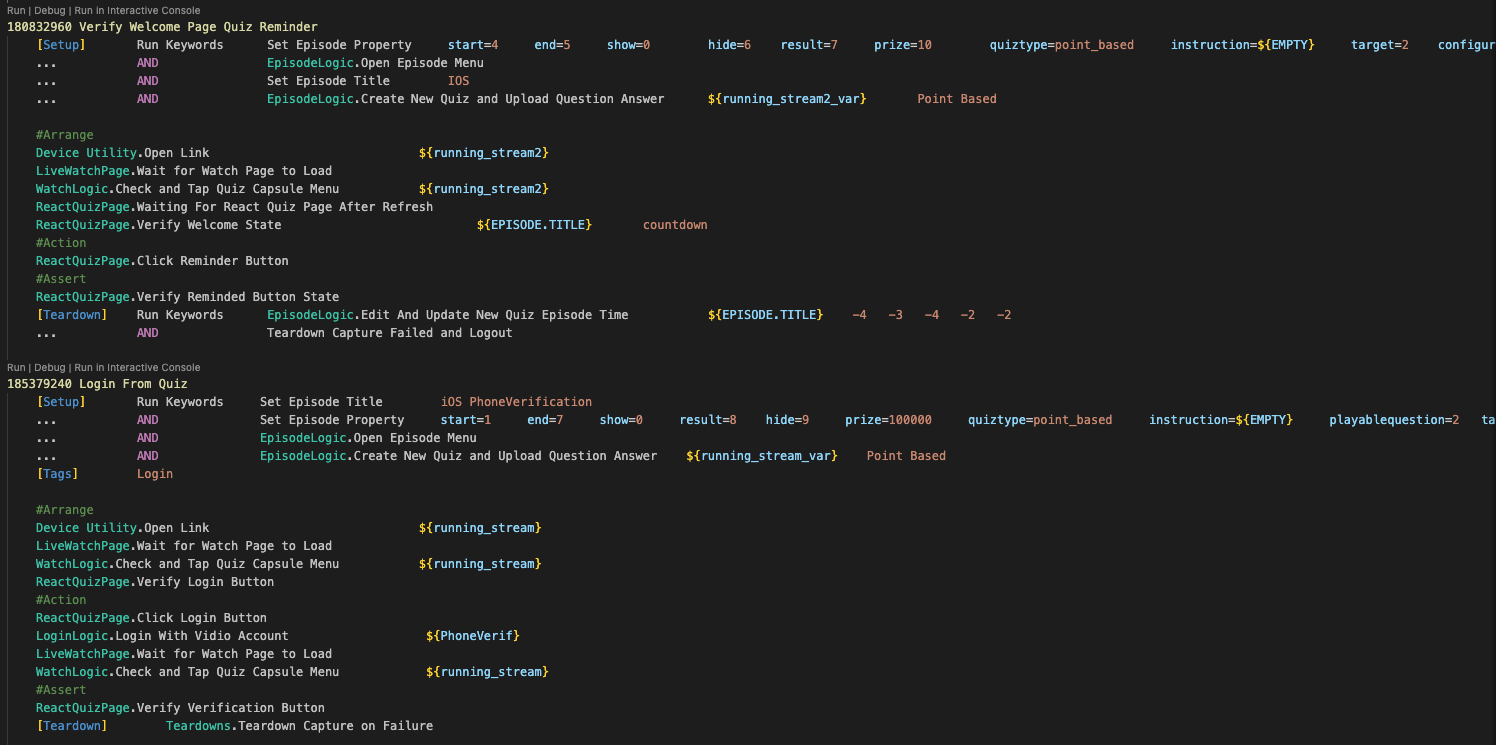 Run | Debug | Run in Interactive Console
180832960 Verify Welcome Page Quiz Reminder
[Setup] Run Keywords Set Episode Property start=4 end=5 show=0 hide=6 result=7 prize=10 quiztype=point_based instruction=${EMPTY} target=2 configur
... AND EpisodeLogic.Open Episode Menu
... AND Set Episode Title IOS
... AND EpisodeLogic.Create New Quiz and Upload Question Answer ${running_stream2_var} Point Based
#Arrange
Device Utility.Open Link ${running_stream2}
LiveWatchPage.Wait for Watch Page to Load
WatchLogic.Check and Tap Quiz Capsule Menu ${running_stream2}
ReactQuizPage.Waiting For React Quiz Page After Refresh
ReactQuizPage.Verify Welcome State ${EPISODE.TITLE} countdown
#Action
ReactQuizPage.Click Reminder Button
#Assert
ReactQuizPage.Verify Reminded Button State
[Teardown] Run Keywords EpisodeLogic.Edit And Update New Quiz Episode Time ${EPISODE.TITLE} -4 -3 -4 -2 -2
... AND Teardown Capture Failed and Logout
Run | Debug | Run in Interactive Console
185379240 Login From Quiz
[Setup] Run Keywords Set Episode Title iOS PhoneVerification
... AND Set Episode Property start=1 end=7 show=0 result=8 hide=9 prize=100000 quiztype=point_based instruction=${EMPTY} playablequestion=2 ta
... AND EpisodeLogic.Open Episode Menu
... AND EpisodeLogic.Create New Quiz and Upload Question Answer ${running_stream_var} Point Based
[Tags] Login
#Arrange
Device Utility.Open Link ${running_stream}
LiveWatchPage.Wait for Watch Page to Load
WatchLogic.Check and Tap Quiz Capsule Menu ${running_stream}
ReactQuizPage.Verify Login Button
#Action
ReactQuizPage.Click Login Button
LoginLogic.Login With Vidio Account ${PhoneVerif}
LiveWatchPage.Wait for Watch Page to Load
WatchLogic.Check and Tap Quiz Capsule Menu ${running_stream}
#Assert
ReactQuizPage.Verify Verification Button
[Teardown] Teardowns.Teardown Capture on Failure